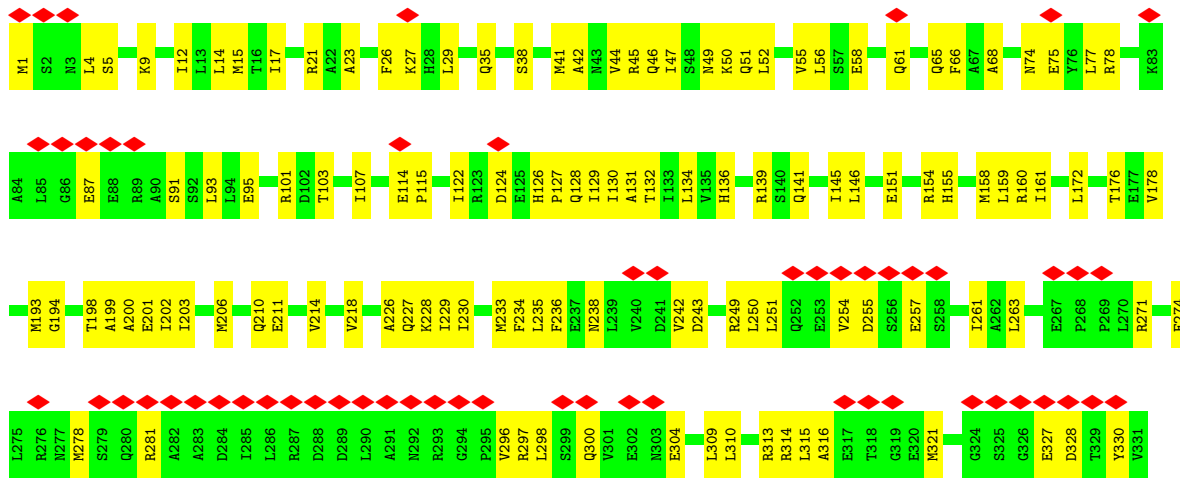 M1 S2 N3 L4 S5 K9 I12 L13 L14 M15 T16 I17 R21 A22 A23 F26 K27 H28 L29 Q35 S38 M41 A42 N43 V44 R45 Q46 I47 S48 N49 K50 Q51 L52 V55 L56 S57 E58 Q61 Q65 F66 A67 A68 N74 E75 Y76 L77 R78 K83
A84 L85 G86 E87 E88 R89 A90 S91 S92 L93 L94 E95 R101 D102 T103 I107 E114 P115 I122 R123 D124 E125 H126 P127 Q128 I129 I130 A131 T132 I133 L134 V135 H136 R139 S140 Q141 I145 L146 E151 R154 H155 M158 L159 R160 I161 L172 T176 E177 V178
M193 G194 T198 A199 A200 E201 I202 I203 M206 Q210 E211 V214 V218 A226 Q227 K228 I229 I230 M233 F234 L235 F236 E237 N238 L239 V240 D241 V242 D243 R249 L250 L251 Q252 E253 V254 D255 S256 E257 S258 I261 A262 L263 E267 P268 P269 L270 R271
L275 R276 N277 M278 S279 Q280 R281 A282 A283 D284 I285 L286 R287 D288 D289 L290 A291 N292 R293 G294 P295 V296 R297 L298 S299 Q300 V301 E302 N303 E304 L309 L310 R313 R314 L315 A316 E317 T318 G319 E320 M321 G324 S325 G326 E327 D328 T329 Y330 V331